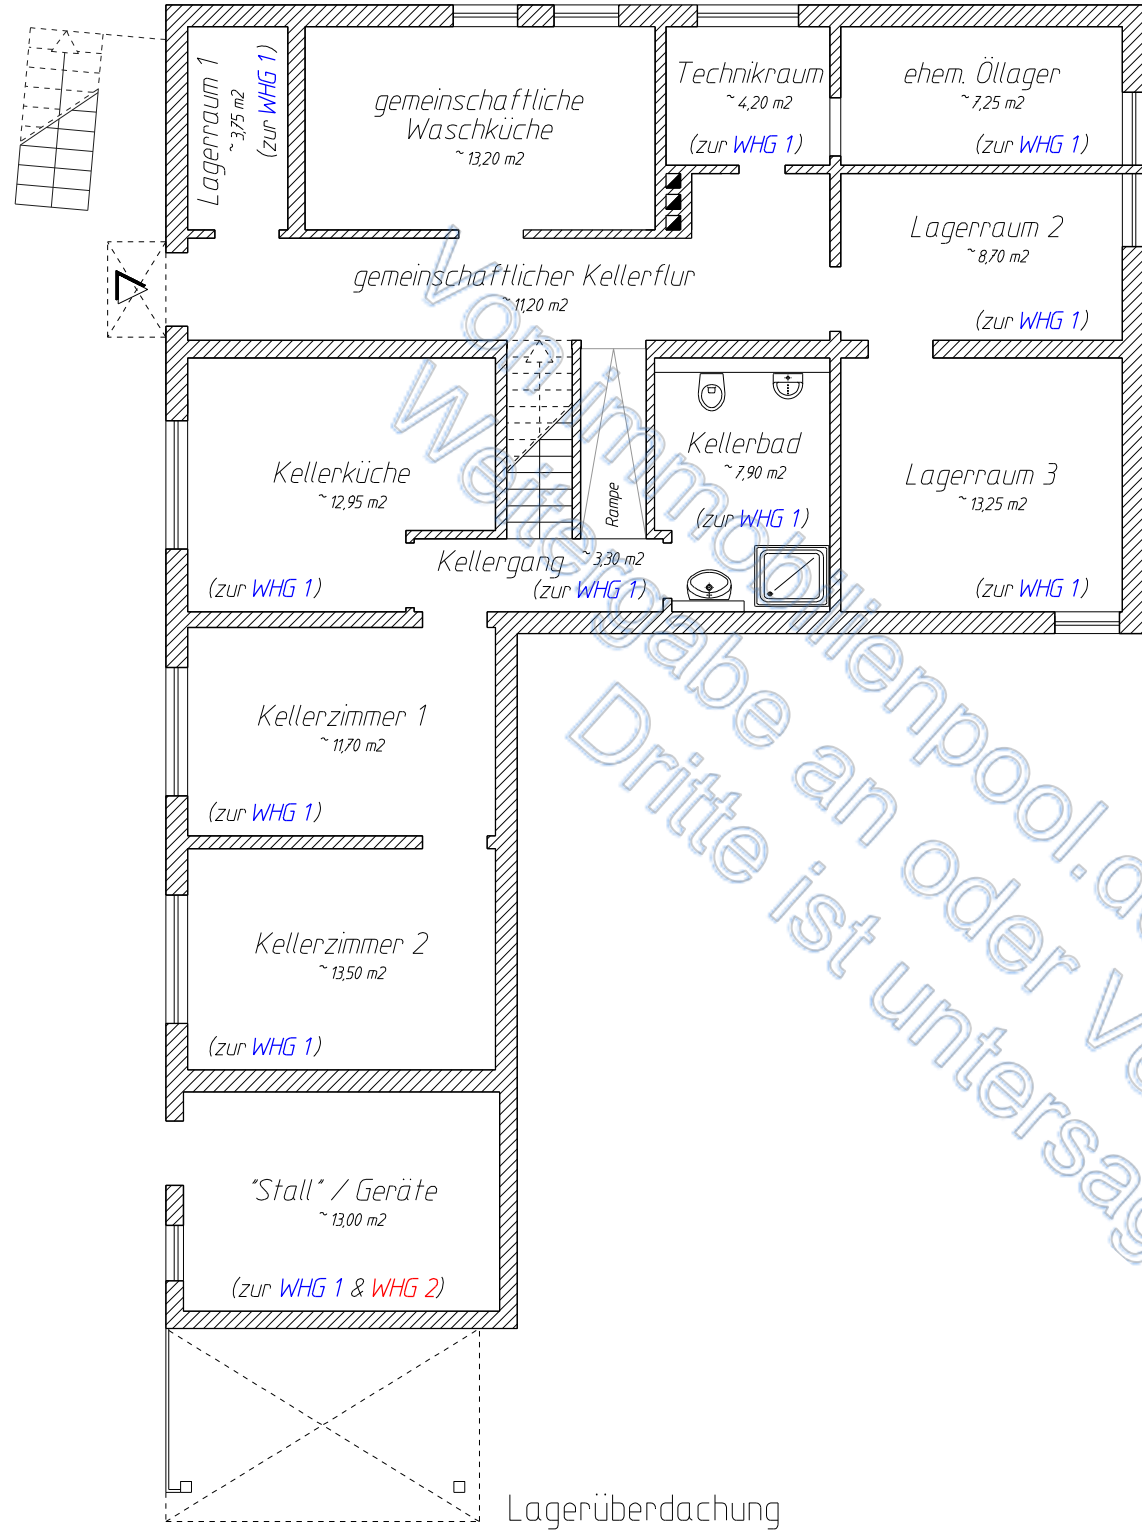 Lagerraum 1
~ 3,75 m2
(zur WHG 1)
gemeinschaftliche
Waschküche
~ 13,20 m2
Technikraum
~ 4,20 m2
(zur WHG 1)
ehem. Öllager
~ 7,25 m2
(zur WHG 1)
Lagerraum 2
~ 8,70 m2
(zur WHG 1)
gemeinschaftlicher Kellerflur
~ 11,20 m2
Kellerküche
~ 12,95 m2
(zur WHG 1)
Rampe
Kellergang ~ 3,30 m2
(zur WHG 1)
Kellerbad
~ 7,90 m2
(zur WHG 1)
Lagerraum 3
~ 13,25 m2
(zur WHG 1)
Kellerzimmer 1
~ 11,70 m2
(zur WHG 1)
Kellerzimmer 2
~ 13,50 m2
(zur WHG 1)
"Stall" / Geräte
~ 13,00 m2
(zur WHG 1 & WHG 2)
Lagerüberdachung
Von immobilienpool.de
Weitergabe an oder Ve
Dritte ist untersag